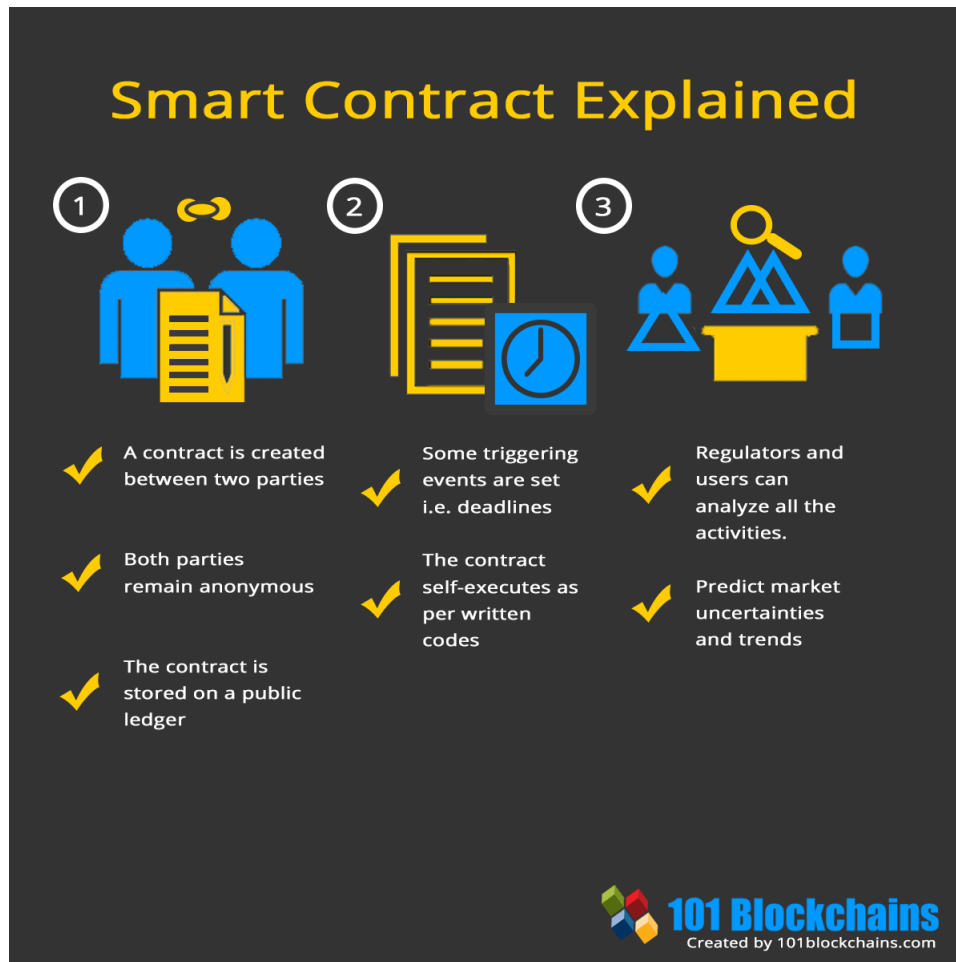 Smart Contract Explained
1
A contract is created
between two parties
Both parties
remain anonymous
The contract is
stored on a public
ledger
2
Some triggering
events are set
i.e. deadlines
The contract
self-executes as
per written
codes
3
Regulators and
users can
analyze all the
activities.
Predict market
uncertainties
and trends
101 Blockchains
Created by 101blockchains.com